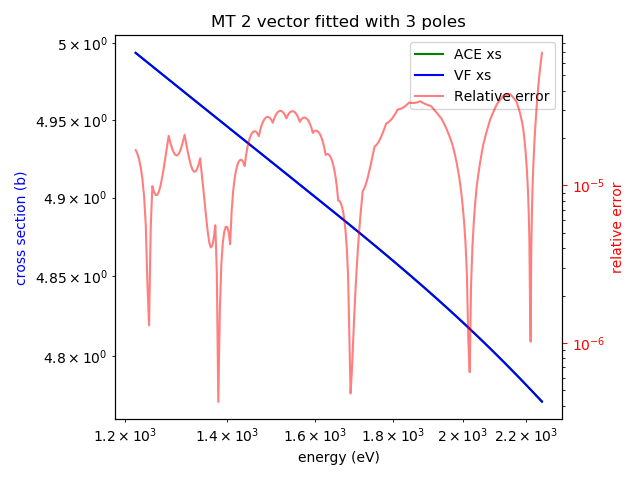 MT 2 vector fitted with 3 poles
ACE xs
VF xs
Relative error
5 × 10⁰
4.95 × 10⁰
4.9 × 10⁰
4.85 × 10⁰
4.8 × 10⁰
cross section (b)
10⁻⁵
10⁻⁶
relative error
1.2 × 10³
1.4 × 10³
1.6 × 10³
1.8 × 10³
2 × 10³
2.2 × 10³
energy (eV)